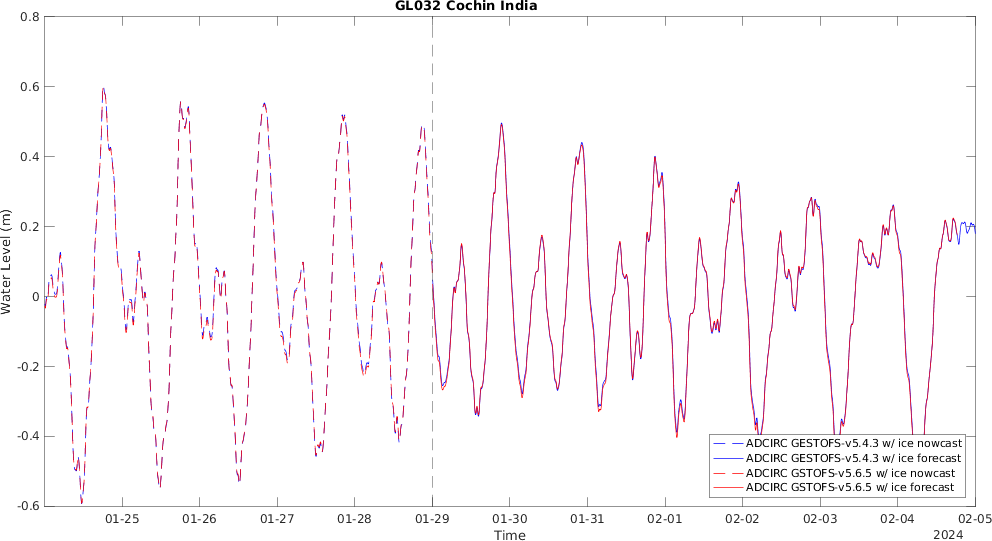 GL032 Cochin India
0.8
0.6
0.4
0.2
0
-0.2
-0.4
-0.6
Water Level (m)
01-25 01-26 01-27 01-28 01-29 01-30 01-31 02-01 02-02 02-03 02-04 02-05
Time
2024
ADCIRC GESTOFS-v5.4.3 w/ ice nowcast
ADCIRC GESTOFS-v5.4.3 w/ ice forecast
ADCIRC GSTOFS-v5.6.5 w/ ice nowcast
ADCIRC GSTOFS-v5.6.5 w/ ice forecast